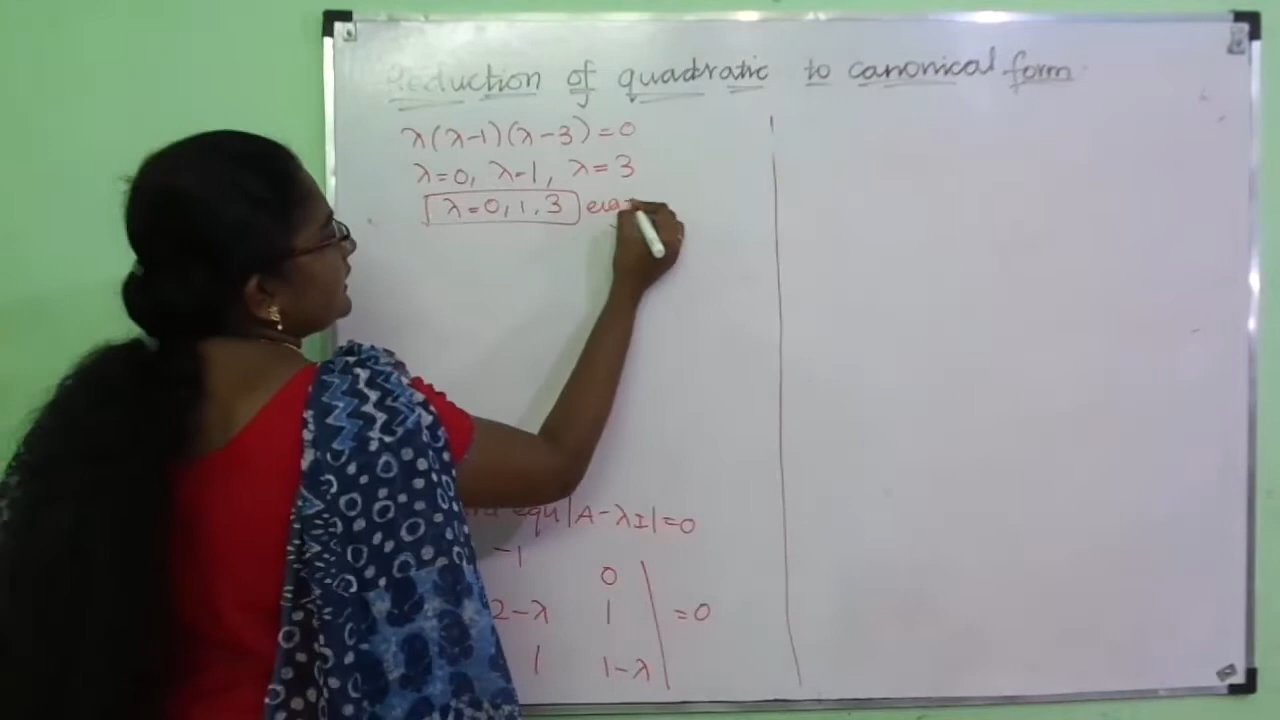 Reduction of quadratic to canonical form
λ(λ-1)(λ-3)=0
λ=0, λ=1, λ=3
λ=0,1,3
equ |A-λI|=0
-1 0
2-λ 1 =0
1 1-λ